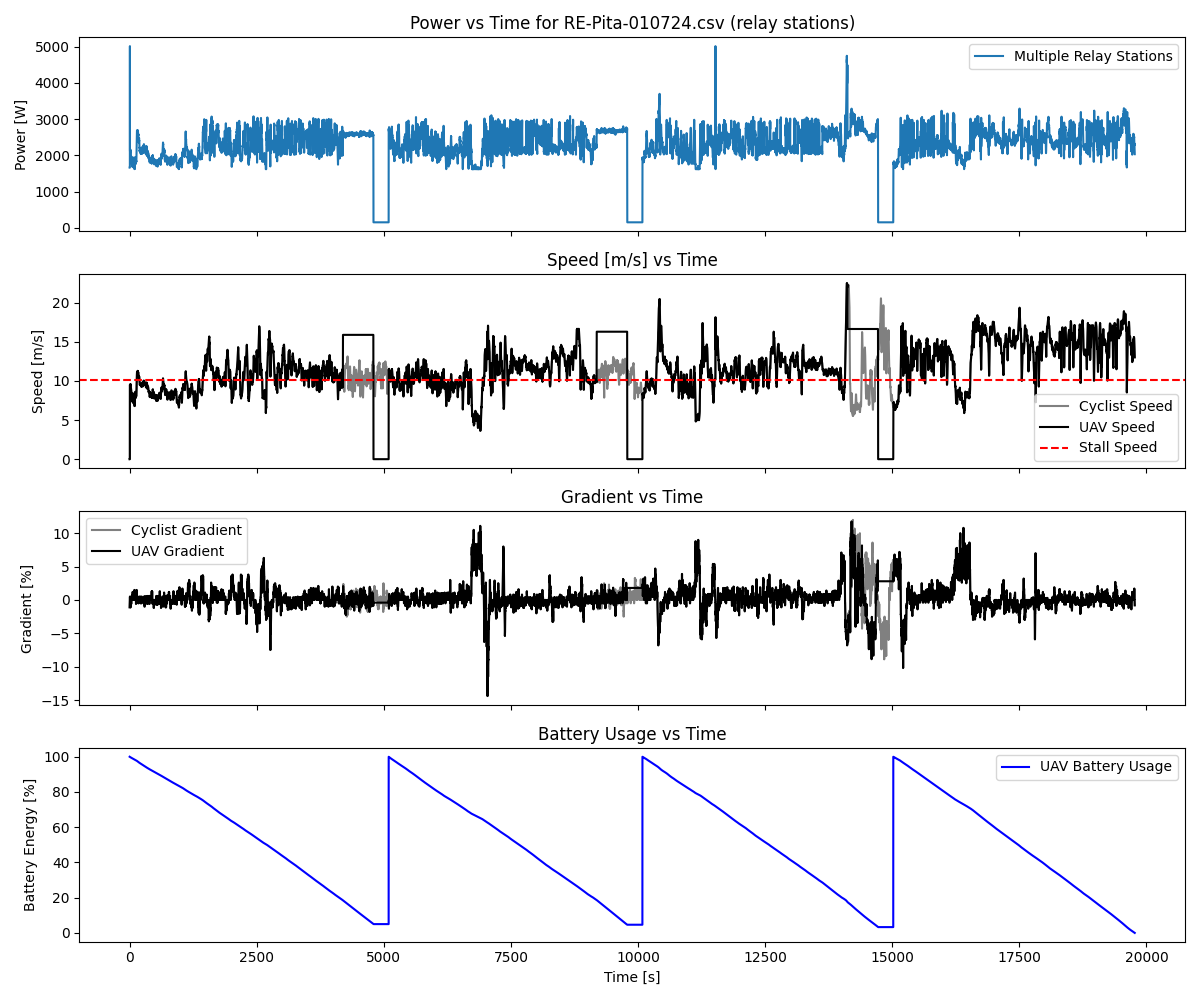 Power vs Time for RE-Pita-010724.csv (relay stations)
5000
4000
3000
2000
1000
0
Power [W]
Multiple Relay Stations
Speed [m/s] vs Time
20
15
10
5
0
Speed [m/s]
Cyclist Speed
UAV Speed
Stall Speed
Gradient vs Time
10
5
0
−5
−10
−15
Gradient [%]
Cyclist Gradient
UAV Gradient
Battery Usage vs Time
100
80
60
40
20
0
Battery Energy [%]
UAV Battery Usage
0 2500 5000 7500 10000 12500 15000 17500 20000
Time [s]